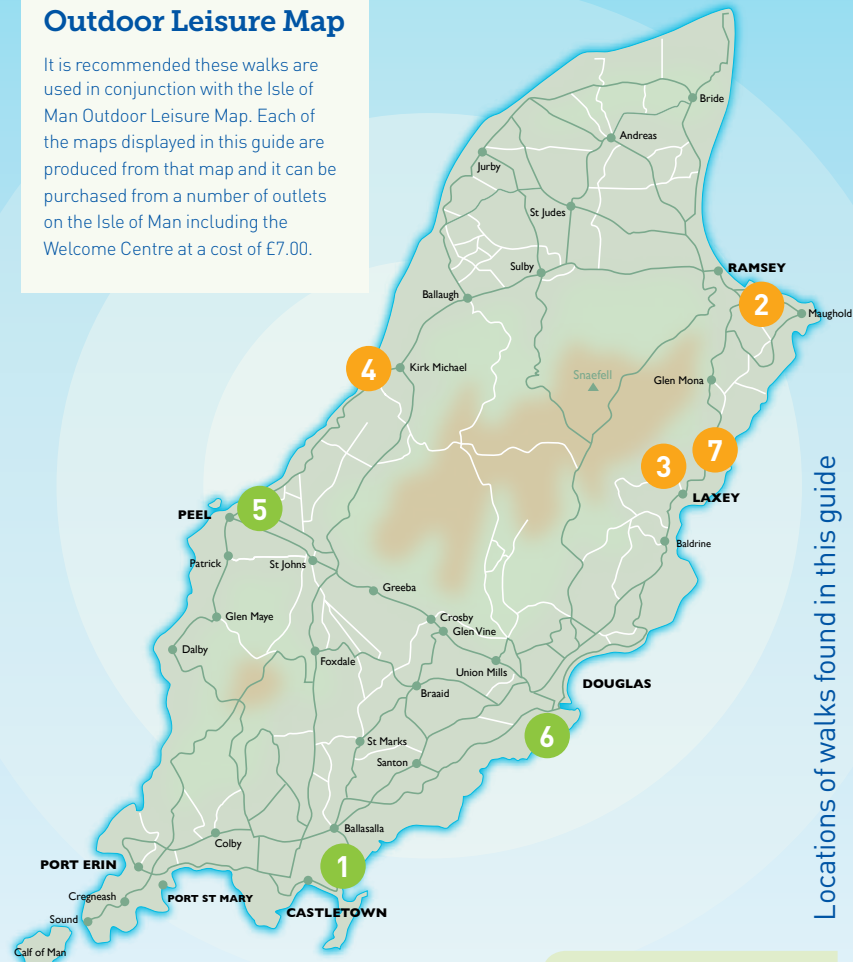 Outdoor Leisure Map
It is recommended these walks are
used in conjunction with the Isle of
Man Outdoor Leisure Map. Each of
the maps displayed in this guide are
produced from that map and it can be
purchased from a number of outlets
on the Isle of Man including the
Welcome Centre at a cost of £7.00.
Bride
Andreas
Jurby
St Judes
Sulby
RAMSEY
Ballaugh
2
Maughold
4
Kirk Michael
Snaefell
Glen Mona
7
3
LAXEY
5
PEEL
Baldrine
Patrick
St Johns
Greeba
Glen Maye
Crosby
Glen Vine
Dalby
Foxdale
Union Mills
DOUGLAS
Braaid
6
St Marks
Santon
Ballasalla
Colby
1
PORT ERIN
Cregneash
PORT ST MARY
CASTLETOWN
Sound
Calf of Man
Locations of walks found in this guide